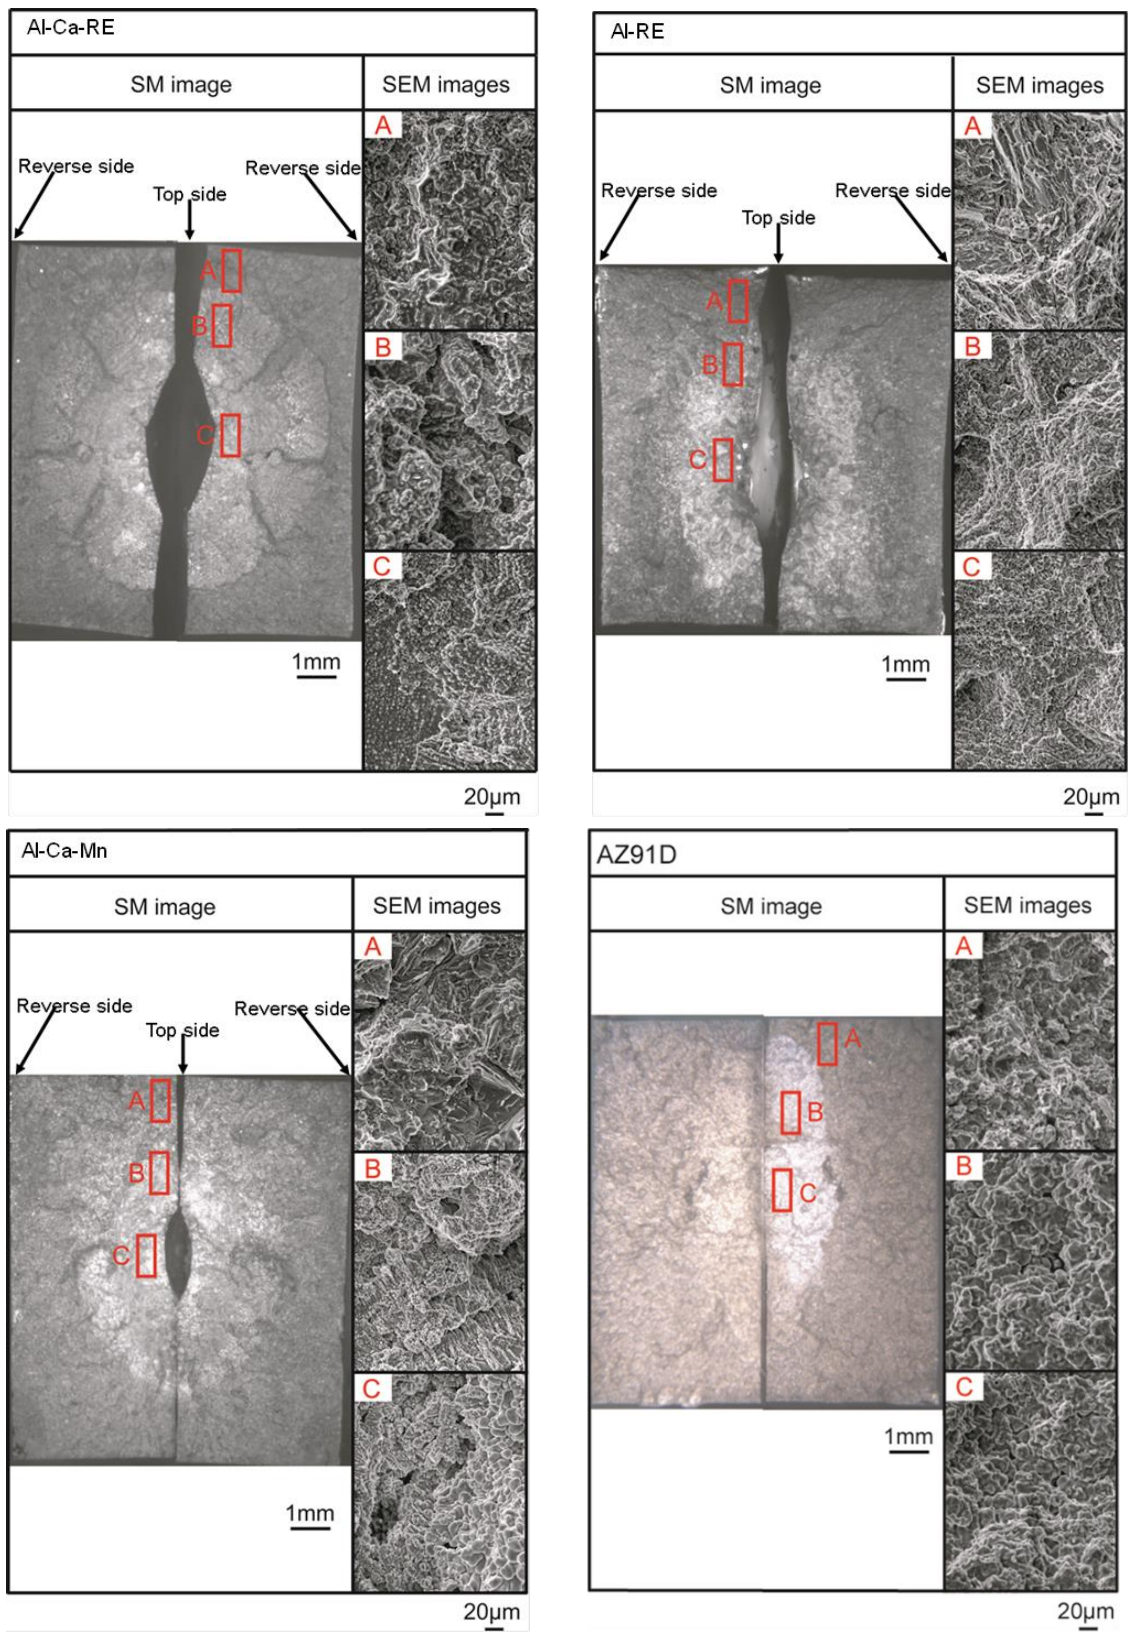 Al-Ca-RE
SM image
SEM images
A
Reverse side
Reverse side
Top side
A
B
C
B
C
1mm
20µm
Al-RE
SM image
SEM images
A
Reverse side
Reverse side
Top side
A
B
C
B
C
1mm
20µm
Al-Ca-Mn
SM image
SEM images
A
Reverse side
Reverse side
Top side
A
B
C
B
C
1mm
20µm
AZ91D
SM image
SEM images
A
A
B
C
B
C
1mm
20µm